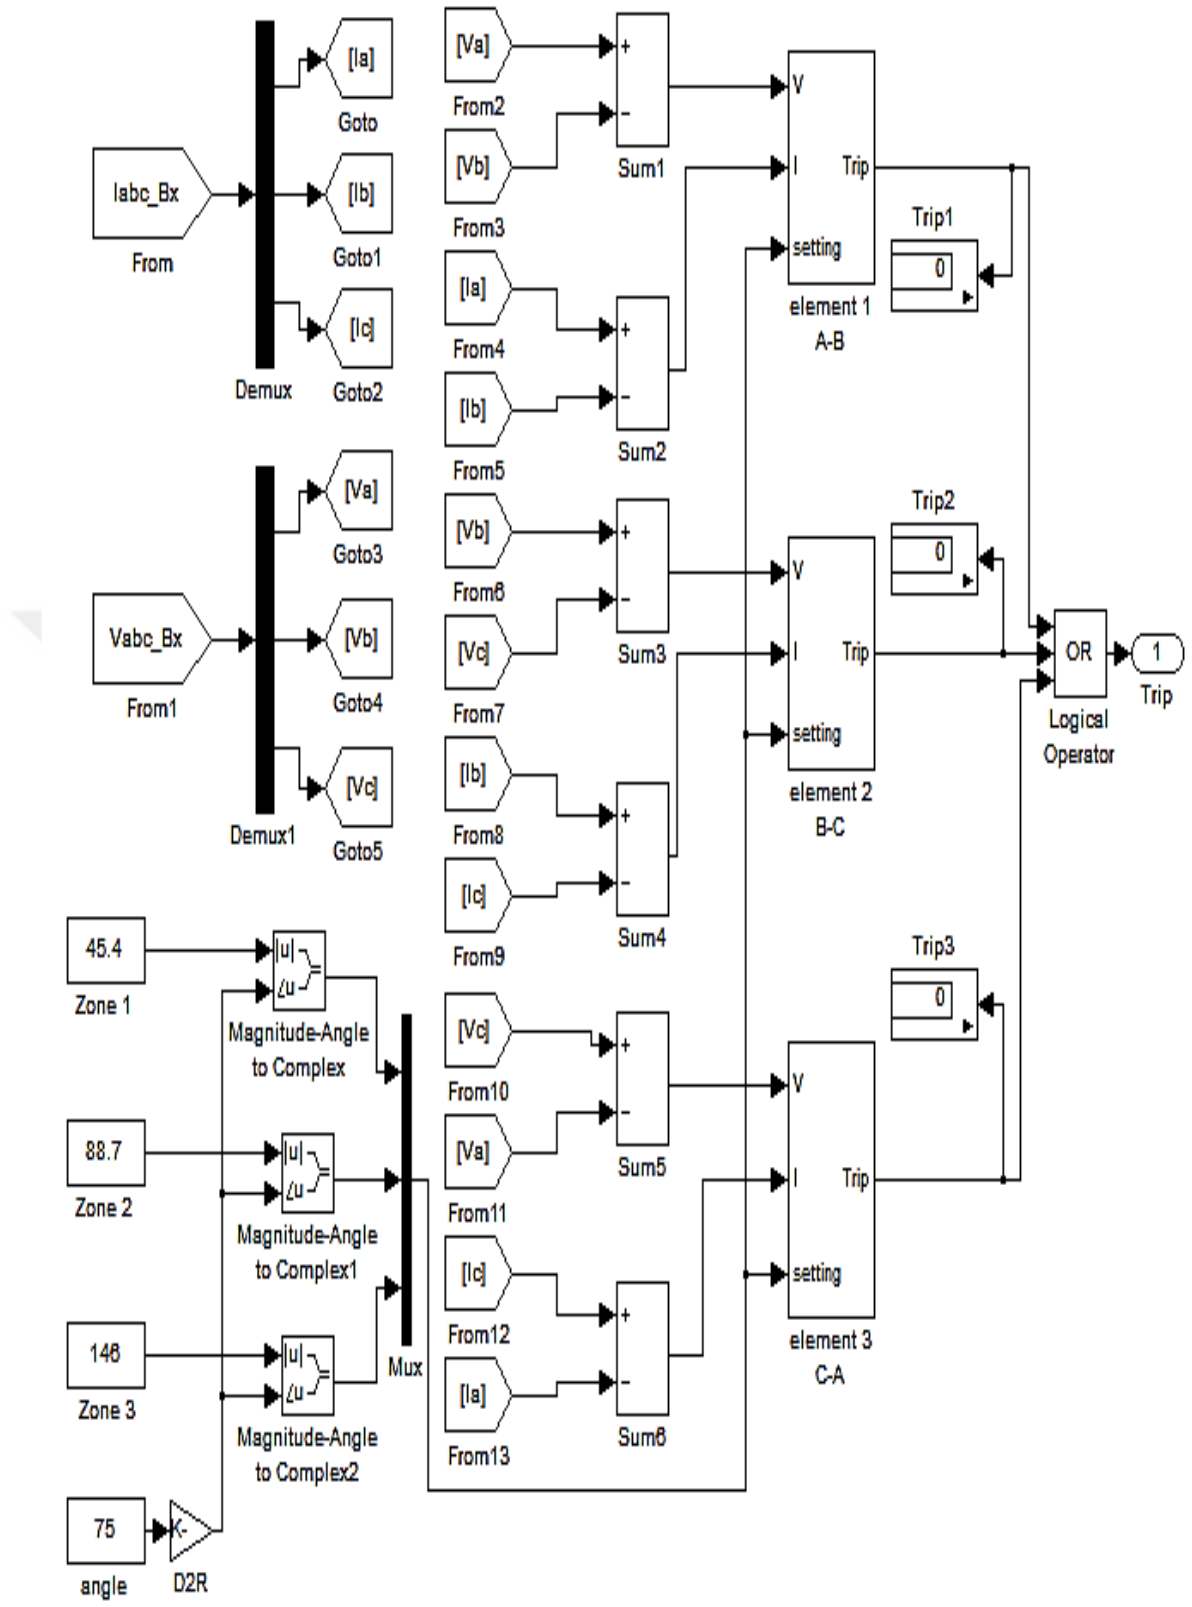 Iabc_Bx
From
Demux
[Ia]
Goto
[Ib]
Goto1
[Ic]
Goto2
Vabc_Bx
From1
Demux1
[Va]
Goto3
[Vb]
Goto4
[Vc]
Goto5
45.4
Zone 1
|u|
∠u
Magnitude-Angle
to Complex
88.7
Zone 2
|u|
∠u
Magnitude-Angle
to Complex1
146
Zone 3
|u|
∠u
Magnitude-Angle
to Complex2
75
angle
K-
D2R
Mux
[Va]
From2
[Vb]
From3
+
−
Sum1
[Ia]
From4
[Ib]
From5
+
−
Sum2
[Vb]
From6
[Vc]
From7
+
−
Sum3
[Ib]
From8
[Ic]
From9
+
−
Sum4
[Vc]
From10
[Va]
From11
+
−
Sum5
[Ic]
From12
[Ia]
From13
+
−
Sum6
V
I
setting
Trip
element 1
A-B
Trip1
0
V
I
setting
Trip
element 2
B-C
Trip2
0
V
I
setting
Trip
element 3
C-A
Trip3
0
OR
Logical
Operator
1
Trip